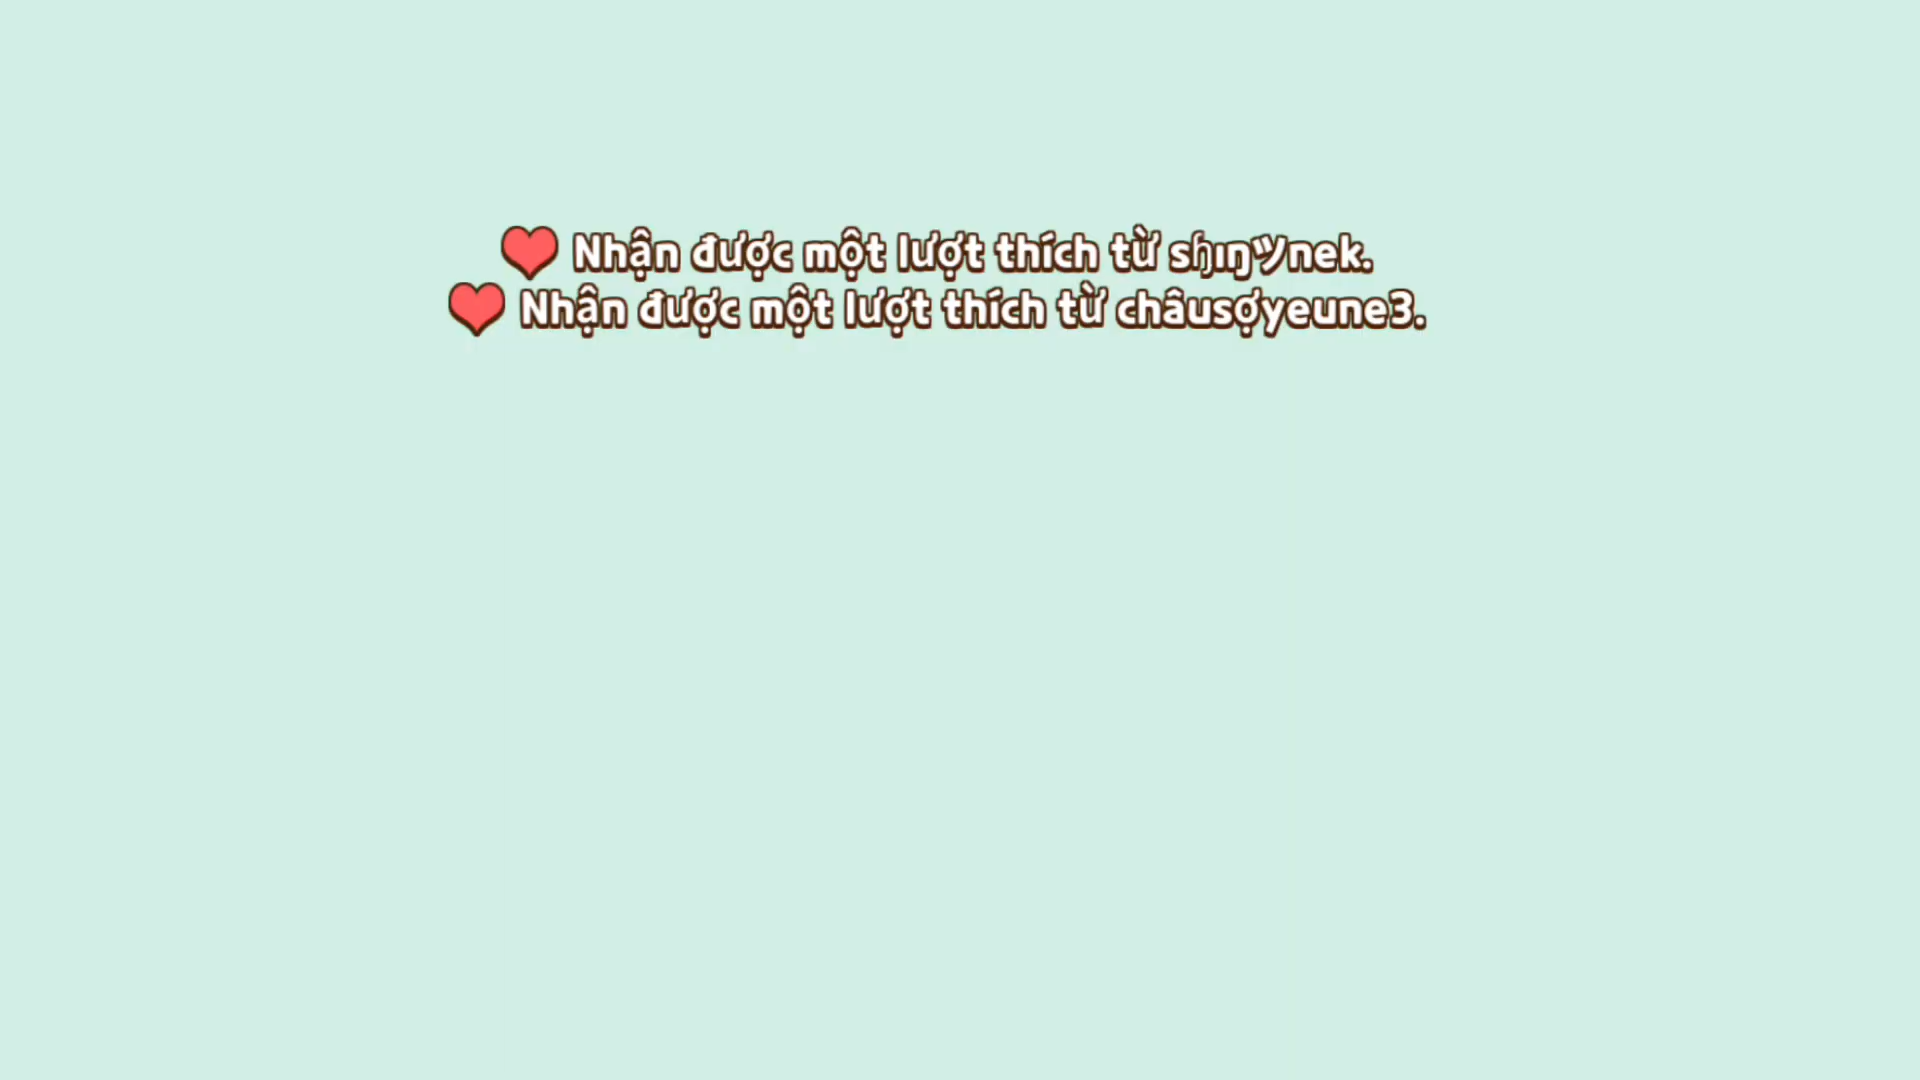 Nhận được một lượt thích từ sɧıŋツnek.
Nhận được một lượt thích từ châusợyeune3.